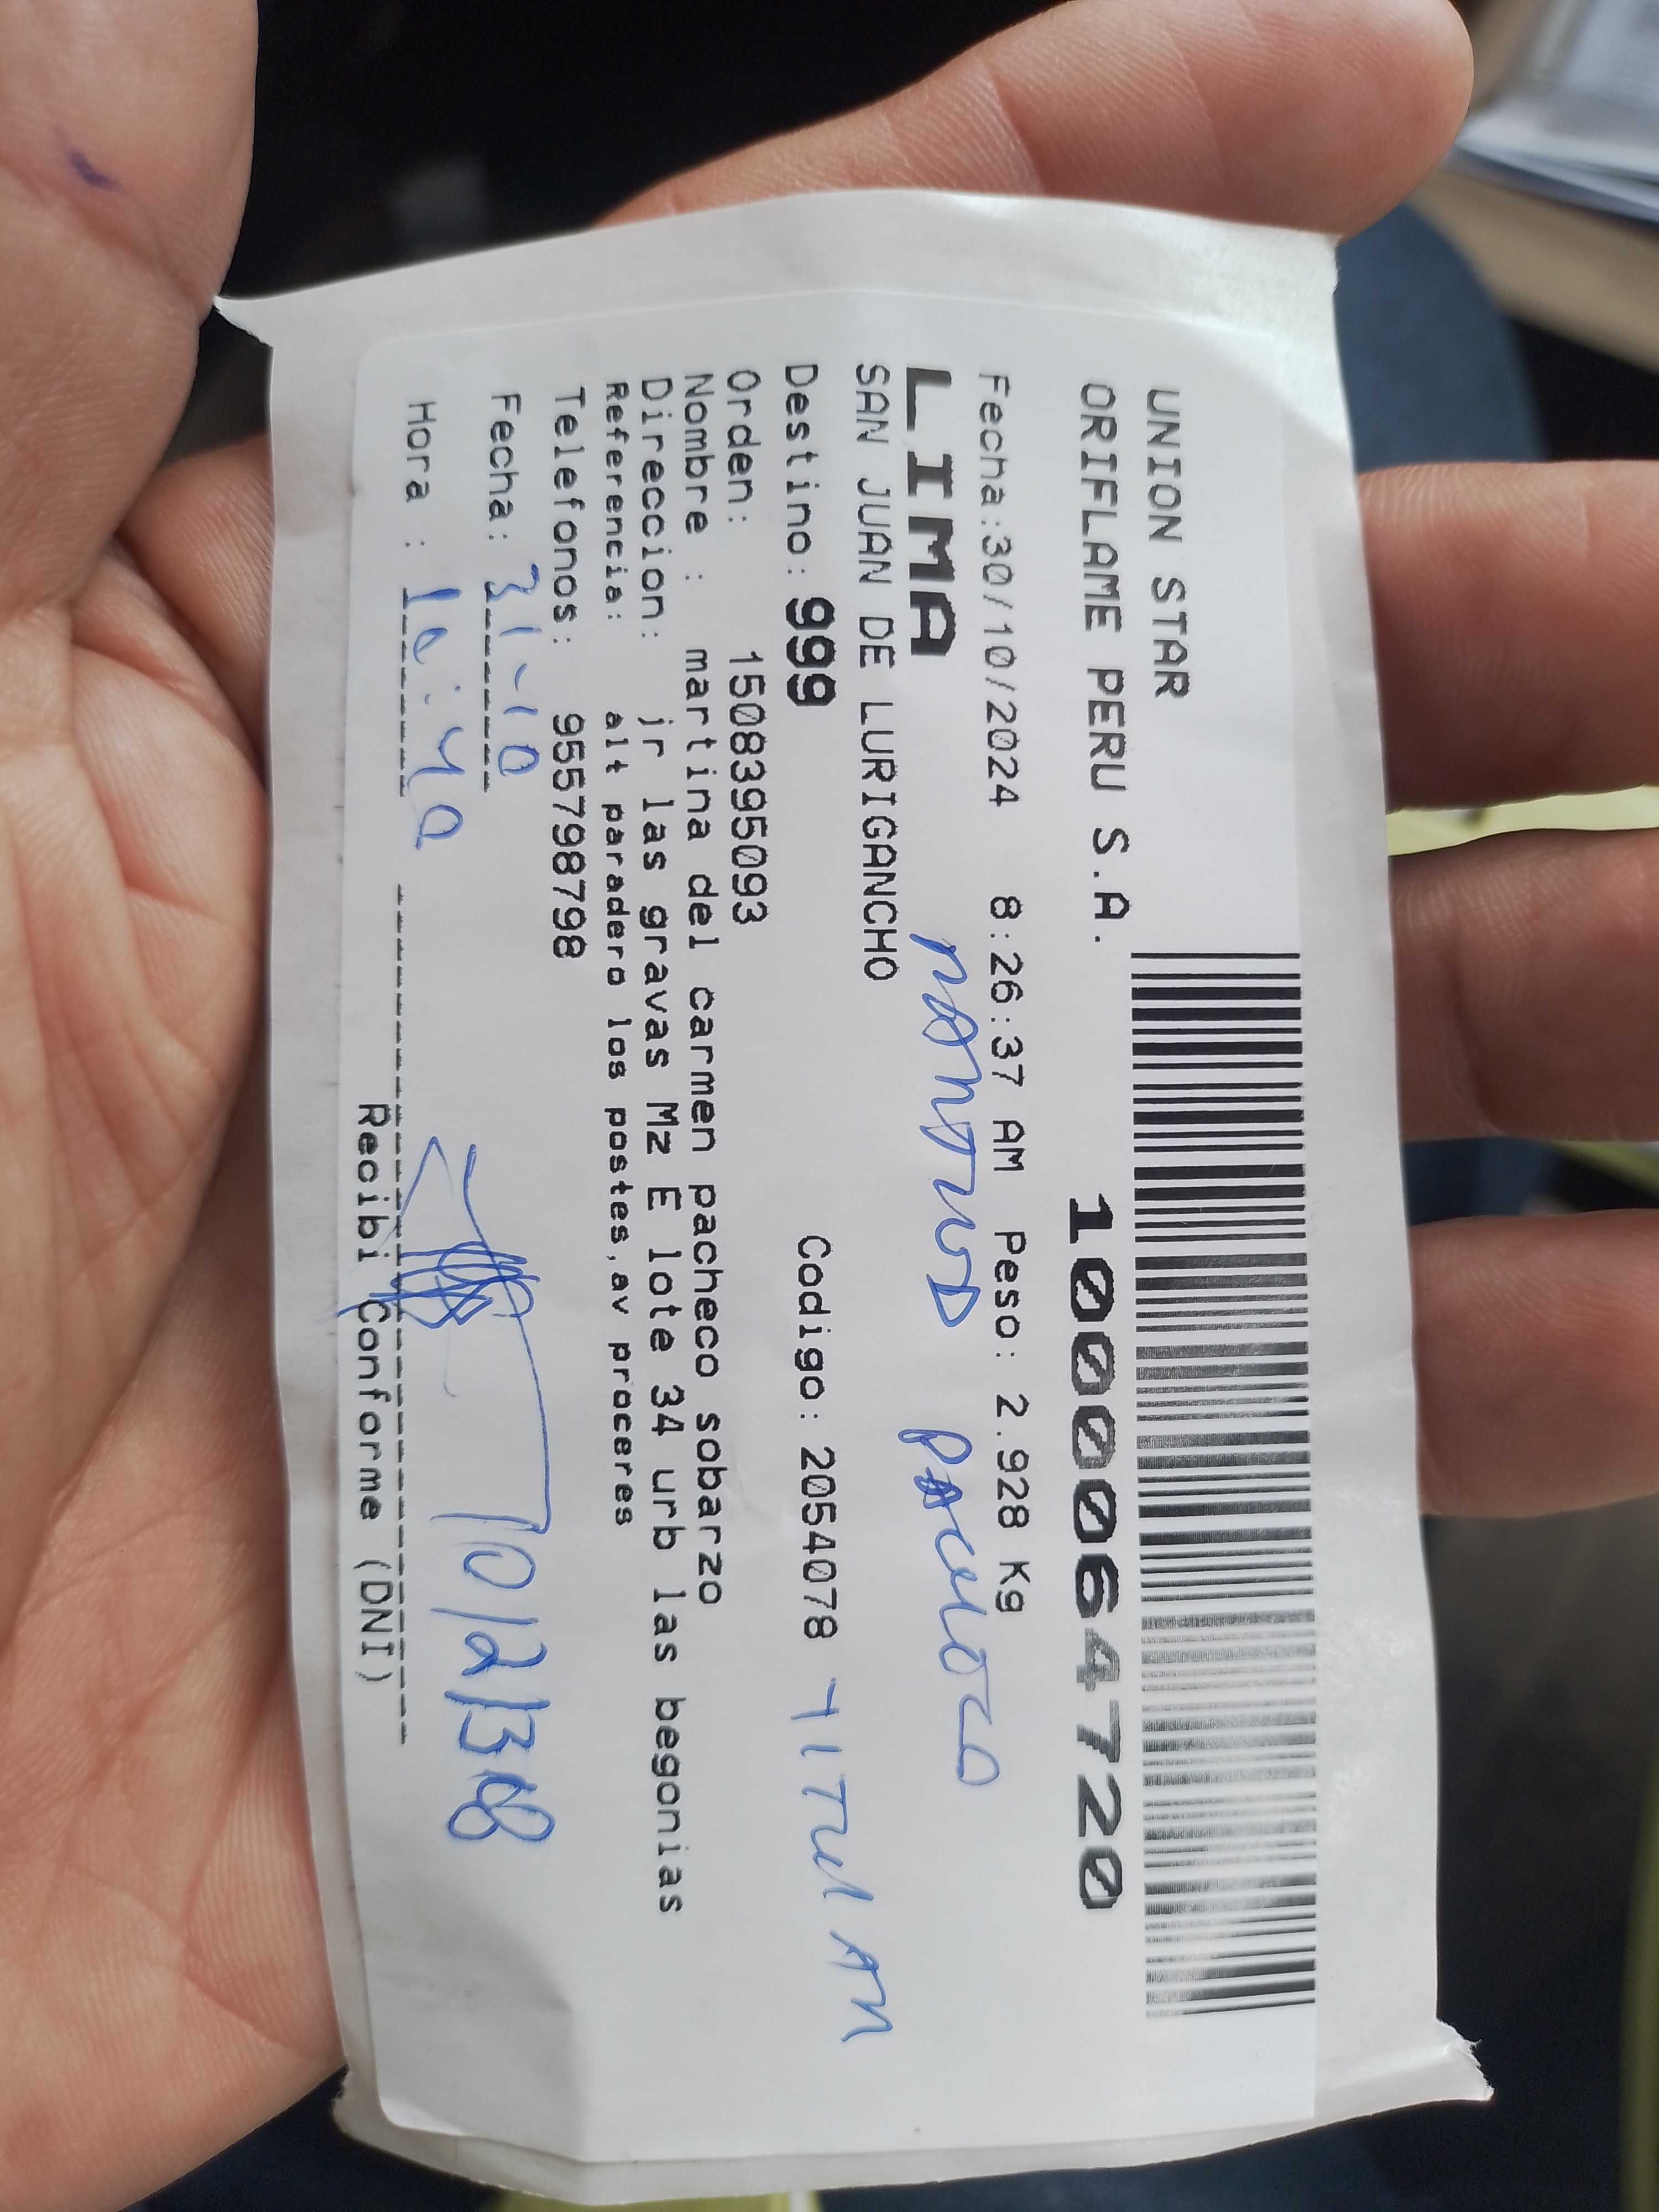 UNION STAR
ORIFLAME PERU S.A.
10000064720
Fecha:30/10/2024 8:26:37 AM Peso: 2.928 Kg
LIMA
Pacheco
SAN JUAN DE LURIGANCHO
Destino: 999 Codigo: 2054078 TITULAR
Orden: 1508395093
Nombre : martina del carmen pacheco sobarzo
Direccion: jr las gravas Mz E lote 34 urb las begonias
Referencia: alt paradero los postes,av proceres
Telefonos: 955798798
Fecha: 31-10
Hora : 10:40
Recibi Conforme (DNI)